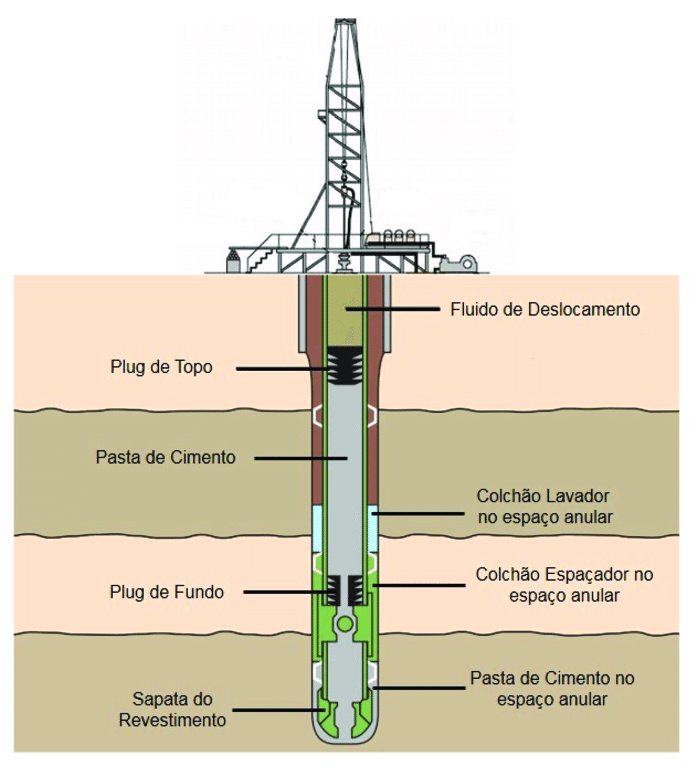 Fluido de Deslocamento
Plug de Topo
Pasta de Cimento
Colchão Lavador
no espaço anular
Plug de Fundo
Colchão Espaçador no
espaço anular
Pasta de Cimento no
espaço anular
Sapata do
Revestimento